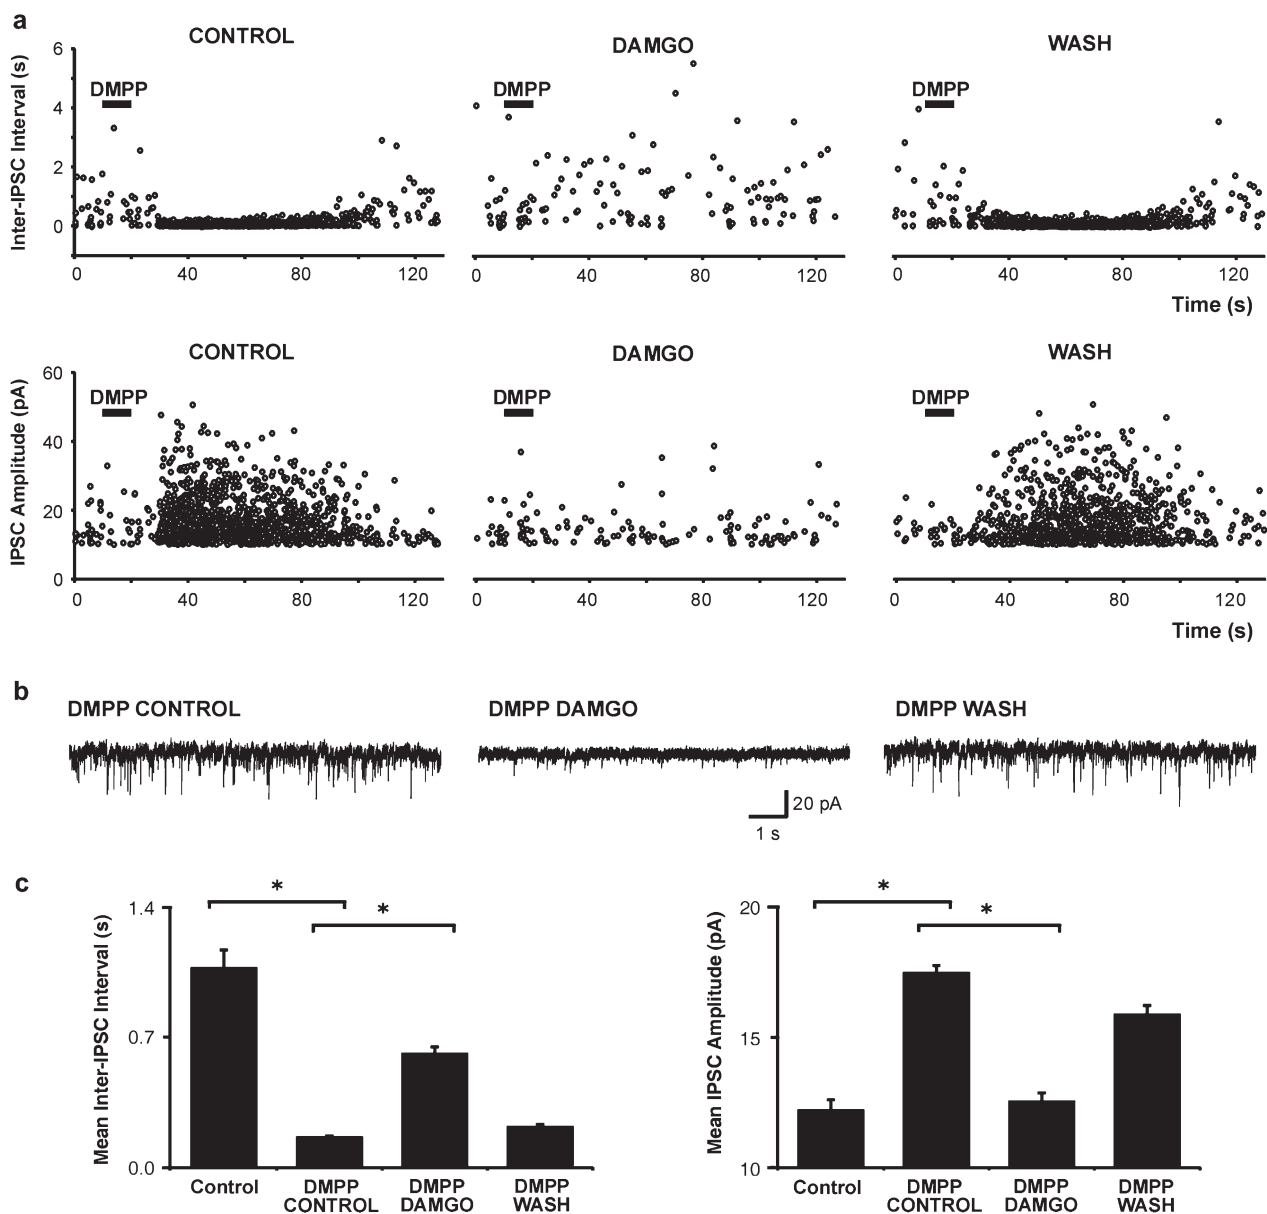 a
CONTROL
DAMGO
WASH
Inter-IPSC Interval (s)
6
4
2
0
DMPP
DMPP
DMPP
0 40 80 120
0 40 80 120
0 40 80 120
Time (s)
CONTROL
DAMGO
WASH
IPSC Amplitude (pA)
60
40
20
0
DMPP
DMPP
DMPP
0 40 80 120
0 40 80 120
0 40 80 120
Time (s)
b
DMPP CONTROL
DMPP DAMGO
DMPP WASH
20 pA
1 s
c
Mean Inter-IPSC Interval (s)
1.4
0.7
0.0
*
*
Control
DMPP CONTROL
DMPP DAMGO
DMPP WASH
Mean IPSC Amplitude (pA)
20
15
10
*
*
Control
DMPP CONTROL
DMPP DAMGO
DMPP WASH